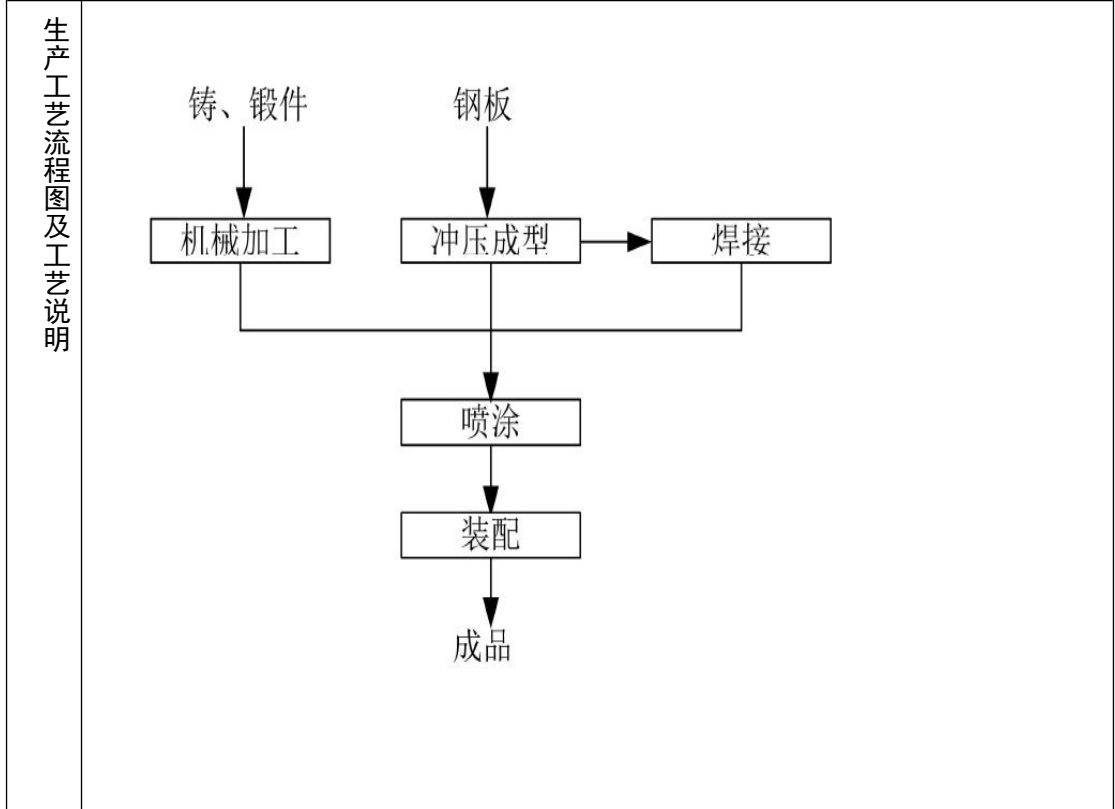 生产工艺流程图及工艺说明
铸、锻件
钢板
机械加工
冲压成型
焊接
喷涂
装配
成品